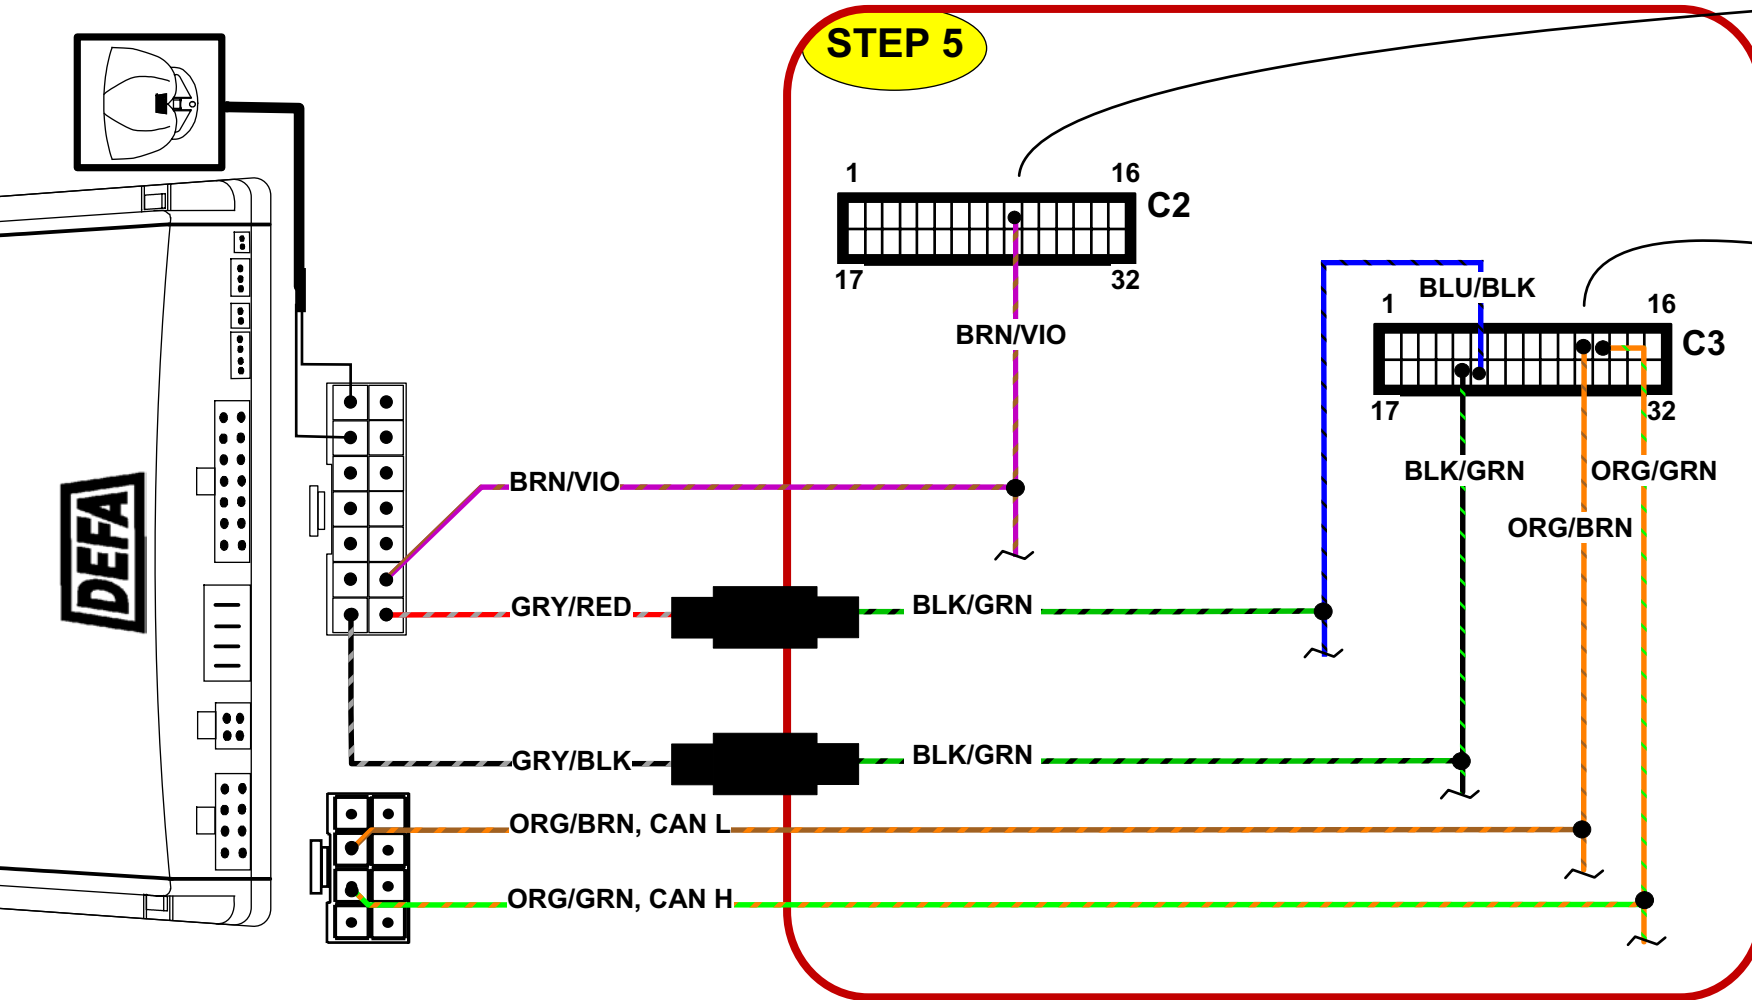 STEP 5
1 16
C2
17 32
BRN/VIO
BLU/BLK
1 16
C3
17 32
BRN/VIO
BLK/GRN
ORG/GRN
ORG/BRN
GRY/RED
BLK/GRN
GRY/BLK
BLK/GRN
ORG/BRN, CAN L
ORG/GRN, CAN H
DEFA